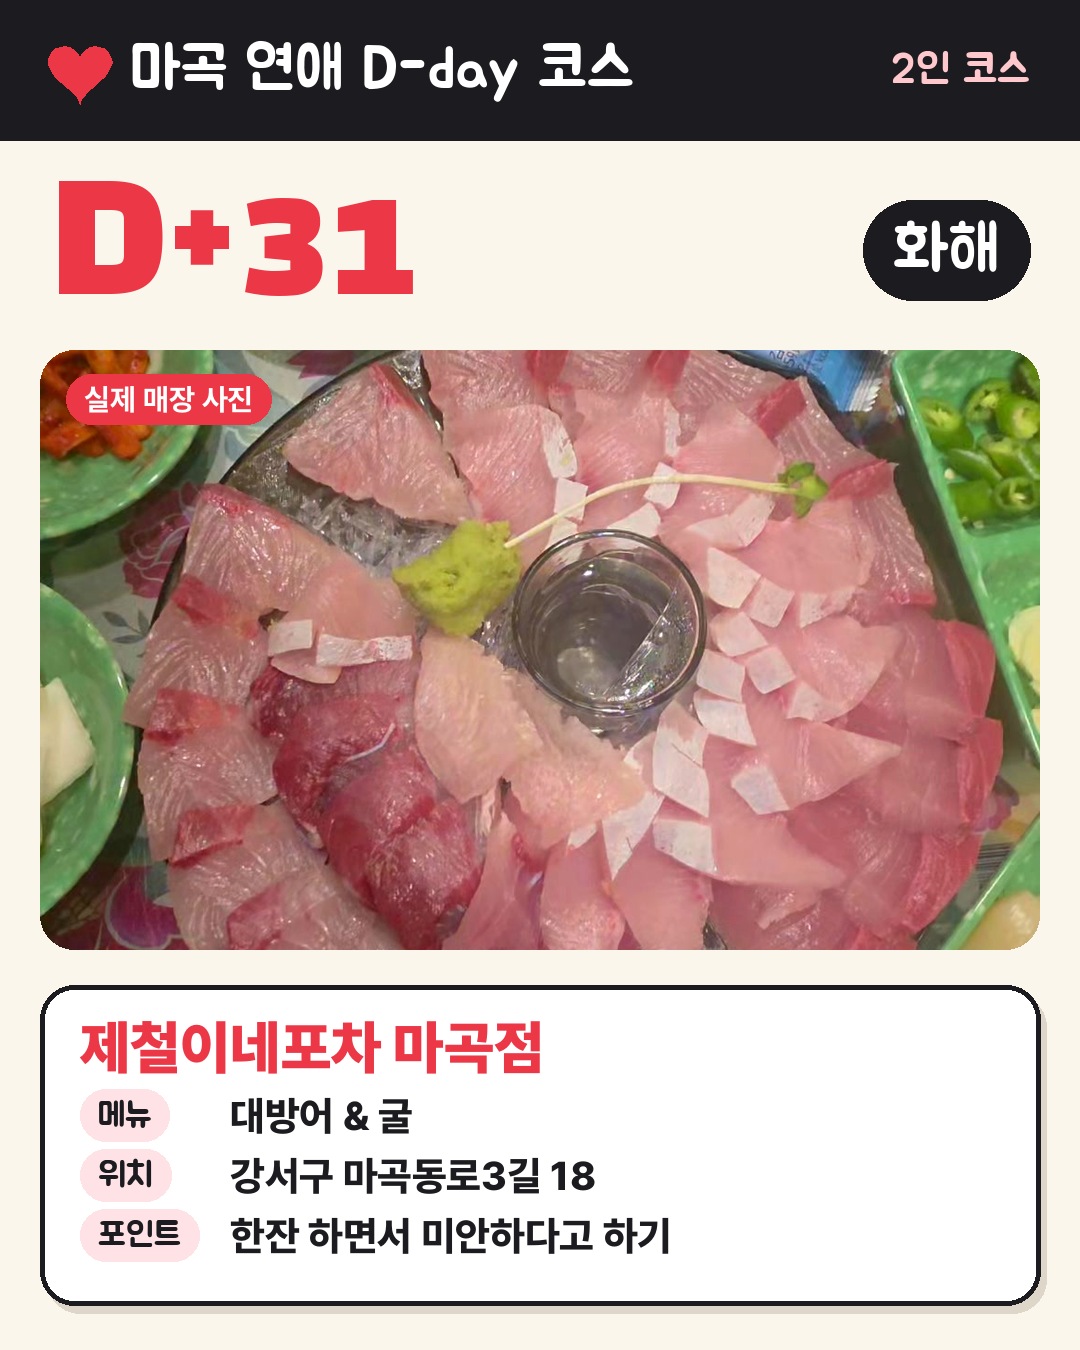 마곡 연애 D-day 코스
2인 코스
D+31
화해
실제 매장 사진
제철이네포차 마곡점
메뉴 대방어 & 굴
위치 강서구 마곡동로3길 18
포인트 한잔 하면서 미안하다고 하기